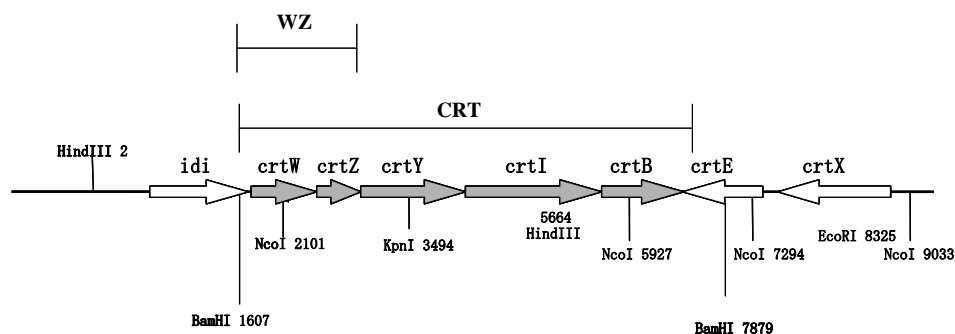 WZ
CRT
HindIII 2
idi crtW crtZ crtY crtI crtB crtE crtX
5664
HindIII
NcoI 2101 KpnI 3494 NcoI 5927 NcoI 7294 EcoRI 8325 NcoI 9033
BamHI 1607 BamHI 7879